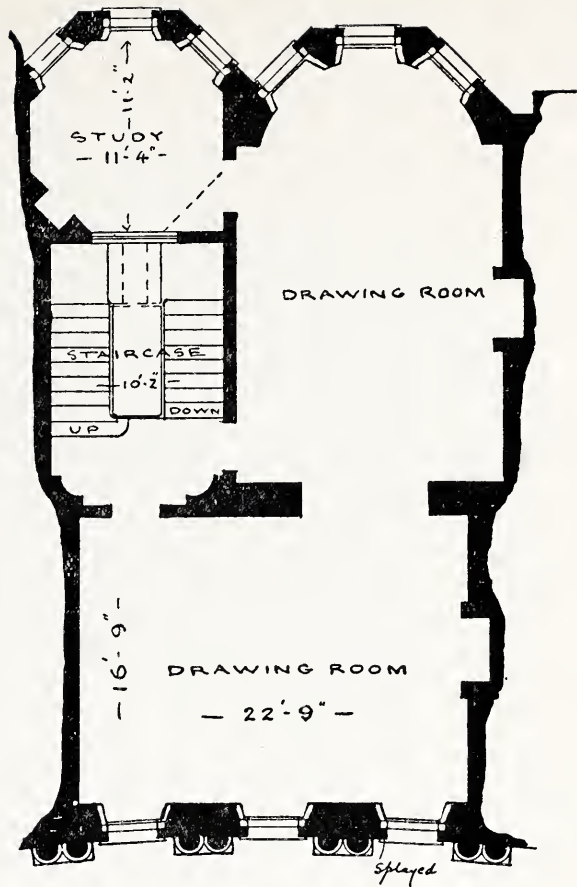 11'-2"
STUDY
— 11'-4" —
DRAWING ROOM
STAIRCASE
— 10'-2" —
DOWN
UP
— 16'-9" —
DRAWING ROOM
— 22'-9" —
Splayed